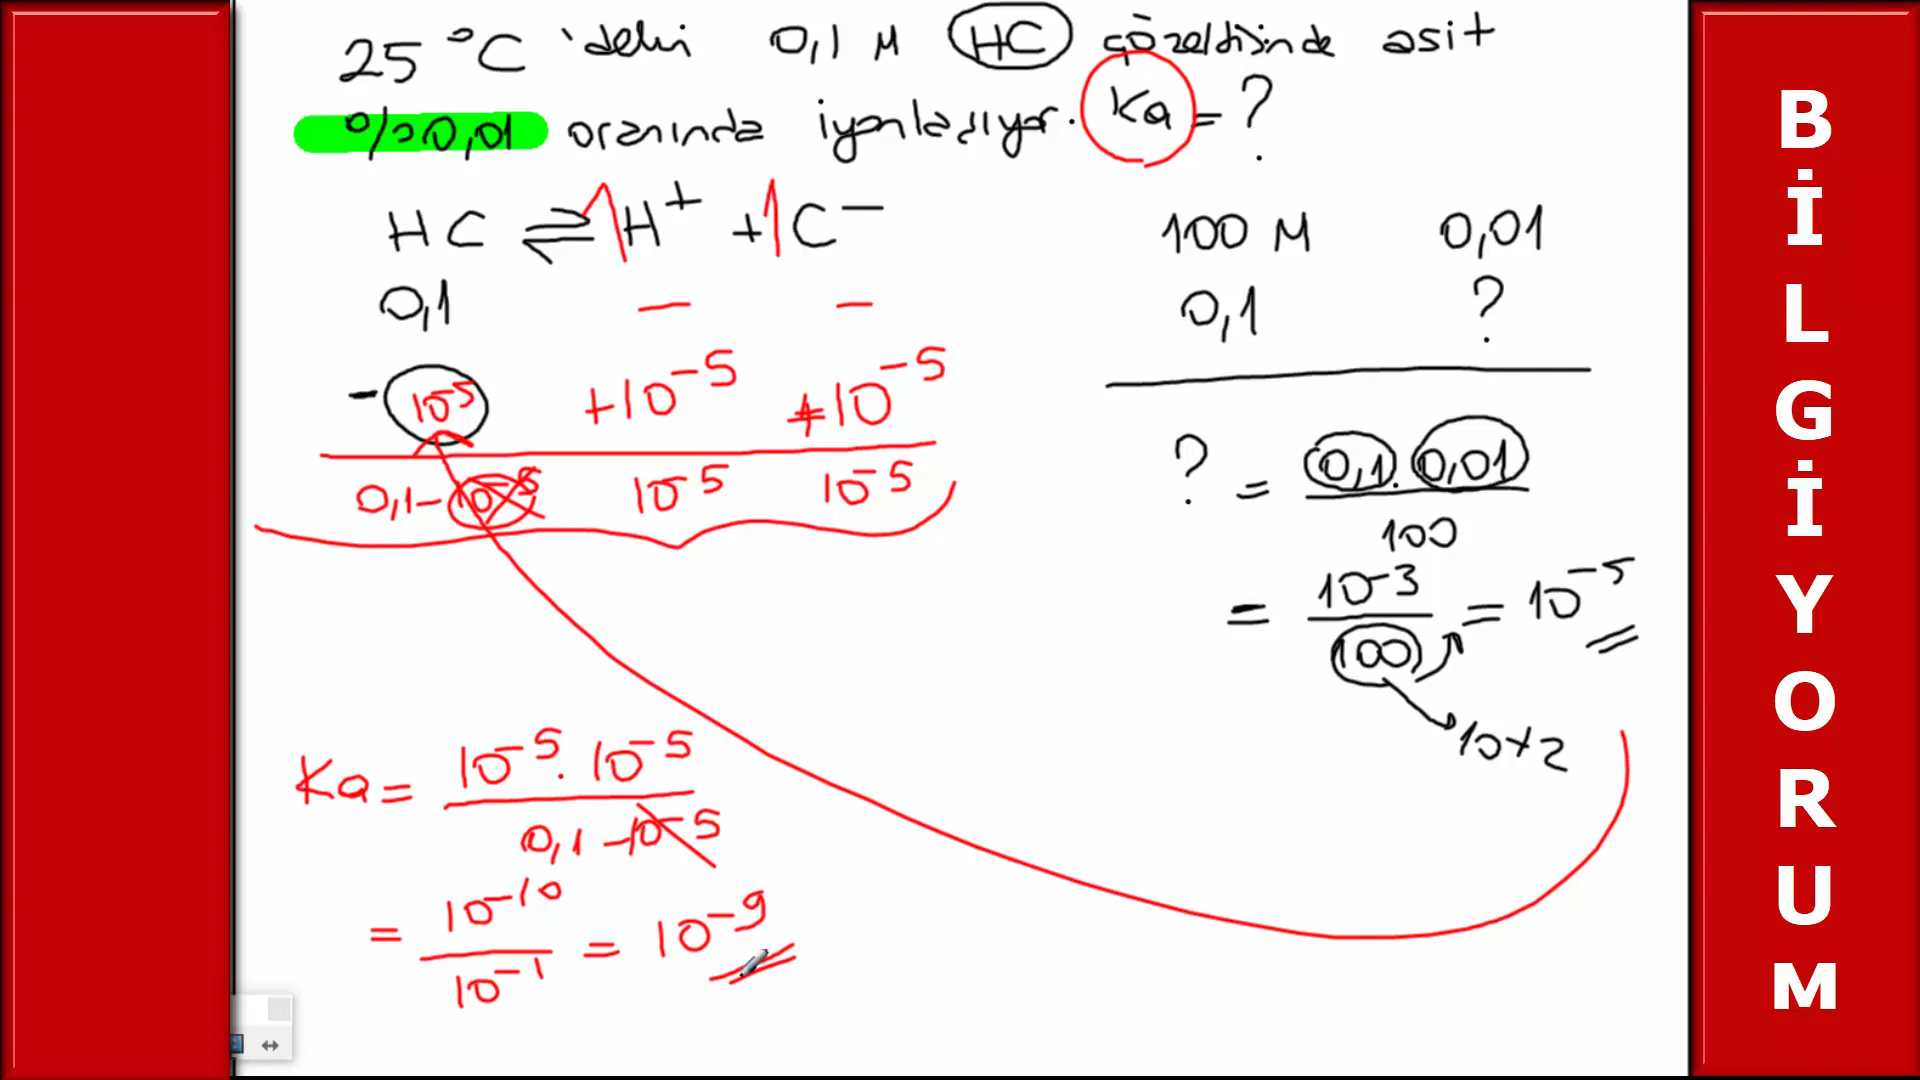 25 °C 'deki 0,1 M HC çözeltisinde asit
%0,01 oranında iyonlaşıyor. Ka = ?
HC ⇌ H⁺ + C⁻
0,1 — —
- 10⁻⁵ +10⁻⁵ +10⁻⁵
0,1 - 10⁻⁵ 10⁻⁵ 10⁻⁵
Ka = 10⁻⁵ . 10⁻⁵
0,1 - 10⁻⁵
= 10⁻¹⁰ / 10⁻¹ = 10⁻⁹
100 M 0,01
0,1 ?
? = 0,1 . 0,01
100
= 10⁻³ / 100 = 10⁻⁵
10⁺²
BİLGİYORUM